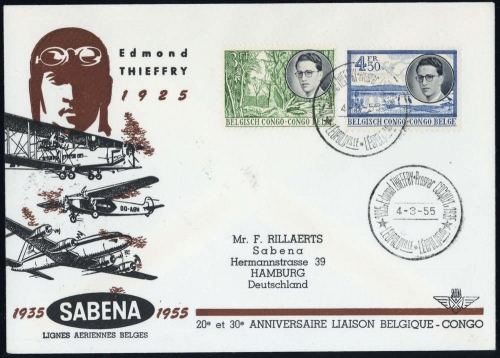 Edmond
THIEFFRY
1925
4 FR 50
BELGISCH CONGO - CONGO BELGE
BELGISCH CONGO-CONGO BELGE
4-3-55
LÉOPOLDVILLE
OO-AGH
Mr. F. RILLAERTS
Sabena
Hermannstrasse 39
HAMBURG
Deutschland
1935 SABENA 1955
LIGNES AERIENNES BELGES
20e et 30e ANNIVERSAIRE LIAISON BELGIQUE - CONGO